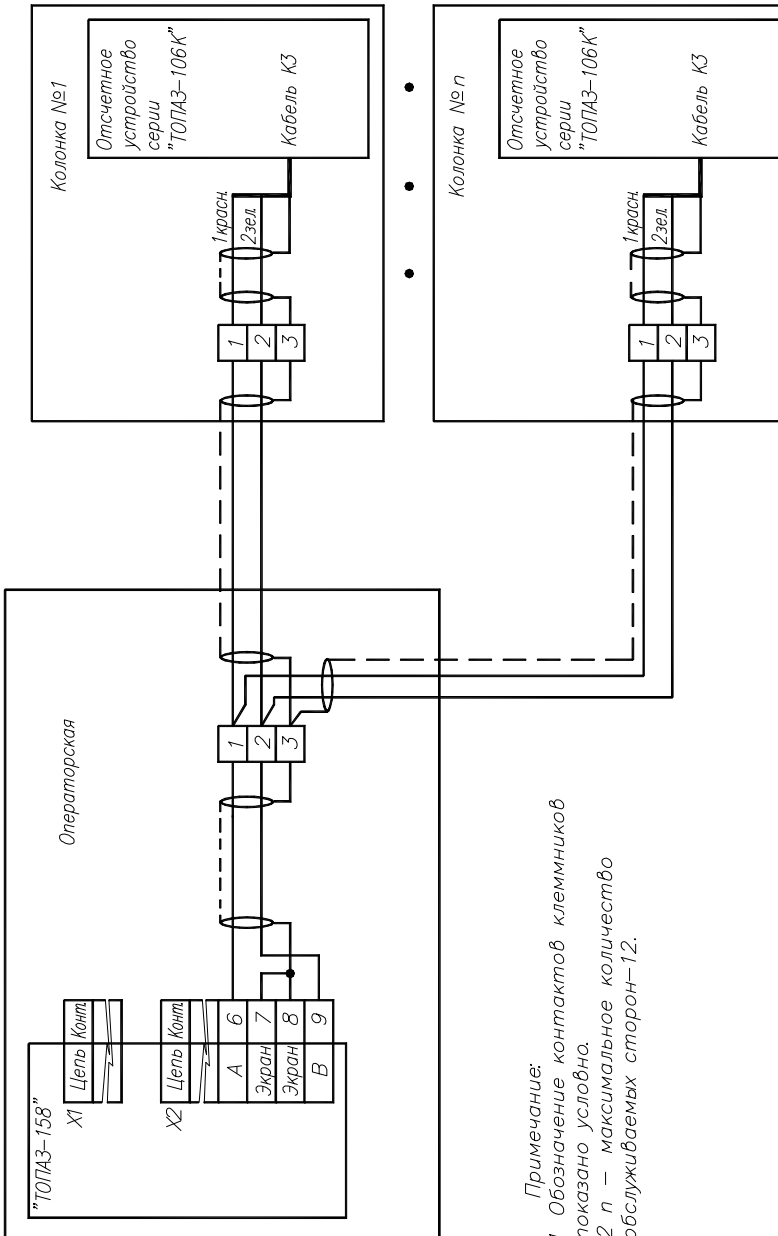 "ТОПАЗ-158"
X1
Цепь Конт.
X2
Цепь Конт.
A 6
Экран 7
Экран 8
B 9
Операторская
1
2
3
Колонка №1
1
2
3
1красн.
2зел.
Отсчетное
устройство
серии
"ТОПАЗ-106К"
Кабель К3
Колонка № n
1
2
3
1красн.
2зел.
Отсчетное
устройство
серии
"ТОПАЗ-106К"
Кабель К3
Примечание:
1 Обозначение контактов клеммников
показано условно.
2 n – максимальное количество
обслуживаемых сторон-12.